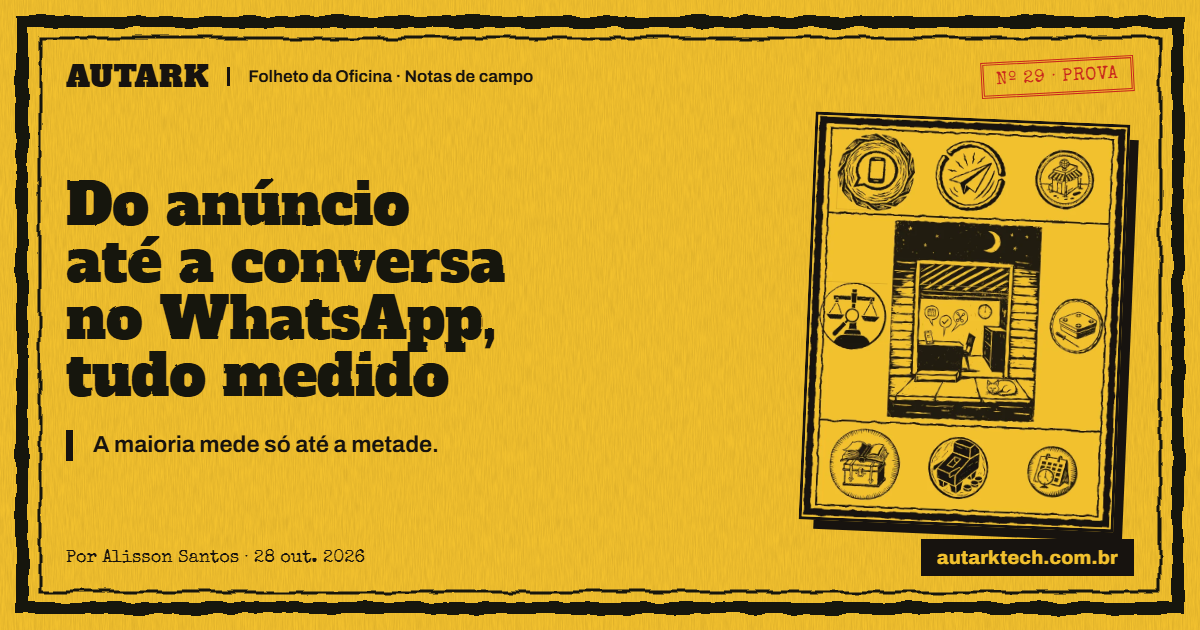 AUTARK
Folheto da Oficina · Notas de campo
Nº 29 · PROVA
Do anúncio
até a conversa
no WhatsApp,
tudo medido
A maioria mede só até a metade.
Por Alisson Santos · 28 out. 2026
autarktech.com.br